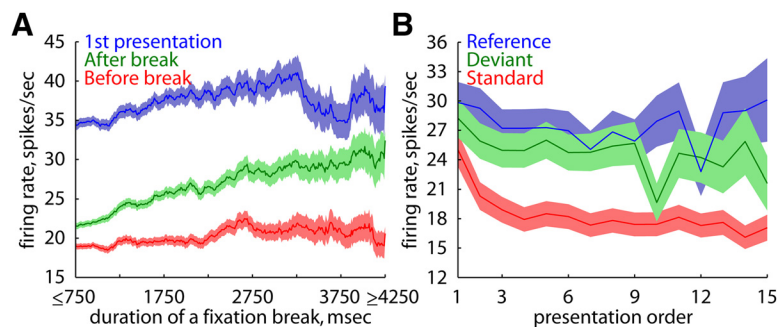 A
1st presentation
After break
Before break
firing rate, spikes/sec
45
40
35
30
25
20
15
≤750 1750 2750 3750 ≥4250
duration of a fixation break, msec
B
Reference
Deviant
Standard
firing rate, spikes/sec
36
33
30
27
24
21
18
15
12
1 3 6 9 12 15
presentation order